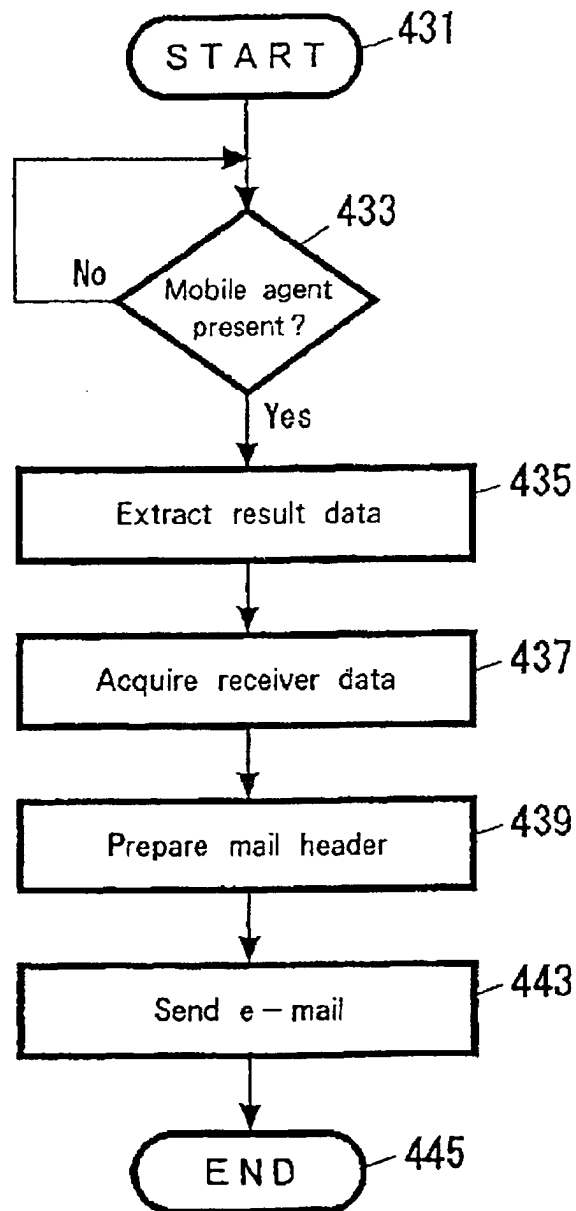 START
431
433
No
Mobile agent
present?
Yes
Extract result data
435
Acquire receiver data
437
Prepare mail header
439
Send e-mail
443
END
445